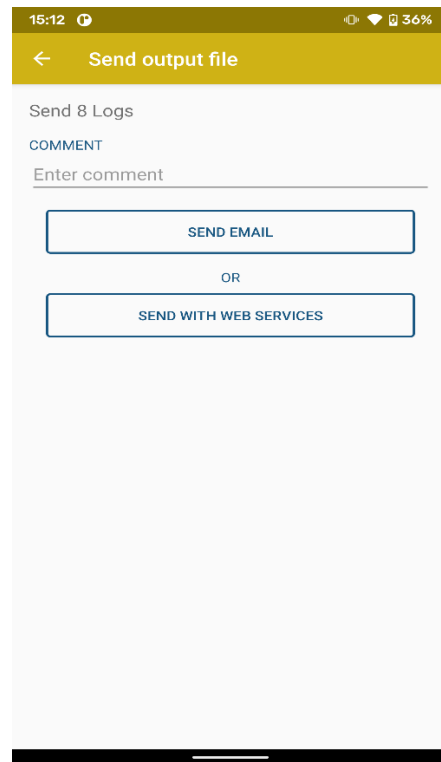 15:12 36%
Send output file
Send 8 Logs
COMMENT
Enter comment
SEND EMAIL
OR
SEND WITH WEB SERVICES